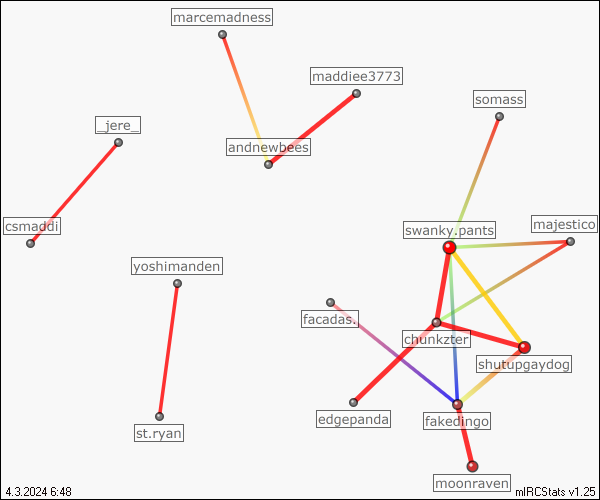 marcemadness
maddiee3773
somass
_jere_
andnewbees
csmaddi
swanky.pants
majestico
yoshimanden
facadas.
chunkzter
shutupgaydog
edgepanda
fakedingo
st.ryan
moonraven
4.3.2024 6:48
mIRCStats v1.25